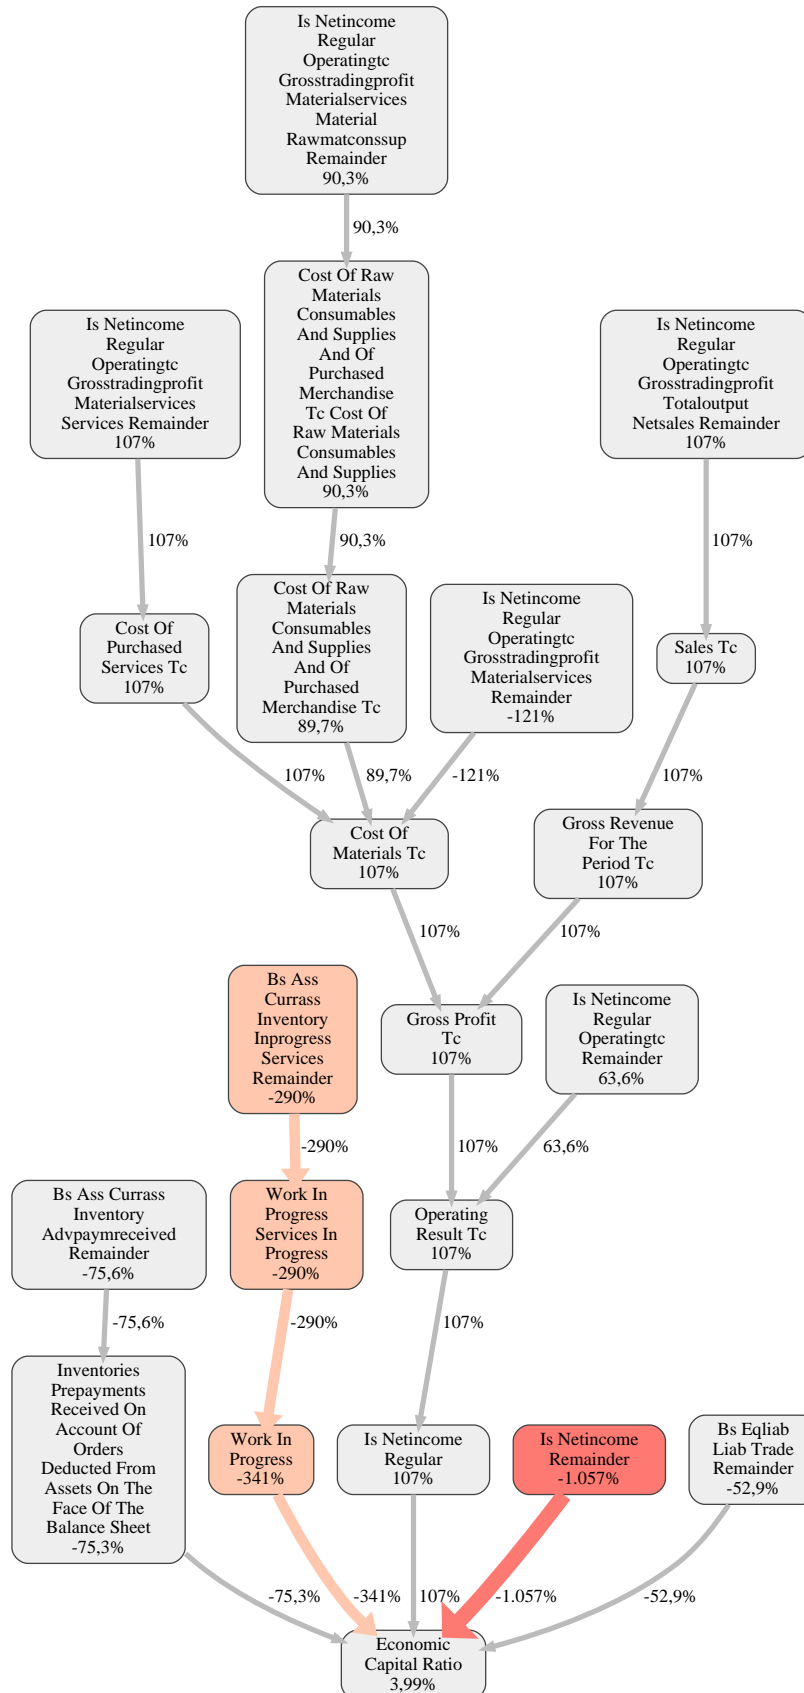 Is Netincome
Regular
Operatingtc
Grosstradingprofit
Materialservices
Material
Rawmatconssup
Remainder
90,3%
90,3%
Cost Of Raw
Materials
Consumables
And Supplies
And Of
Purchased
Merchandise
Tc Cost Of
Raw Materials
Consumables
And Supplies
90,3%
Is Netincome
Regular
Operatingtc
Grosstradingprofit
Materialservices
Services Remainder
107%
Is Netincome
Regular
Operatingtc
Grosstradingprofit
Totaloutput
Netsales Remainder
107%
107%
90,3%
107%
Cost Of
Purchased
Services Tc
107%
Cost Of Raw
Materials
Consumables
And Supplies
And Of
Purchased
Merchandise Tc
89,7%
Is Netincome
Regular
Operatingtc
Grosstradingprofit
Materialservices
Remainder
-121%
Sales Tc
107%
107%
89,7%
-121%
107%
Cost Of
Materials Tc
107%
Gross Revenue
For The
Period Tc
107%
107%
107%
Bs Ass
Currass
Inventory
Inprogress
Services
Remainder
-290%
Gross Profit
Tc
107%
Is Netincome
Regular
Operatingtc
Remainder
63,6%
-290%
107%
63,6%
Bs Ass Currass
Inventory
Advpaymreceived
Remainder
-75,6%
Work In
Progress
Services In
Progress
-290%
Operating
Result Tc
107%
-75,6%
-290%
107%
Inventories
Prepayments
Received On
Account Of
Orders
Deducted From
Assets On The
Face Of The
Balance Sheet
-75,3%
Work In
Progress
-341%
Is Netincome
Regular
107%
Is Netincome
Remainder
-1.057%
Bs Eqliab
Liab Trade
Remainder
-52,9%
-75,3%
-341%
107%
-1.057%
-52,9%
Economic
Capital Ratio
3,99%